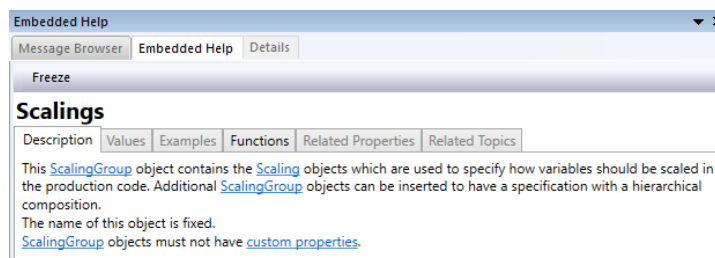 Embedded Help
Message Browser Embedded Help Details
Freeze
Scalings
Description Values Examples Functions Related Properties Related Topics
This ScalingGroup object contains the Scaling objects which are used to specify how variables should be scaled in
the production code. Additional ScalingGroup objects can be inserted to have a specification with a hierarchical
composition.
The name of this object is fixed.
ScalingGroup objects must not have custom properties.